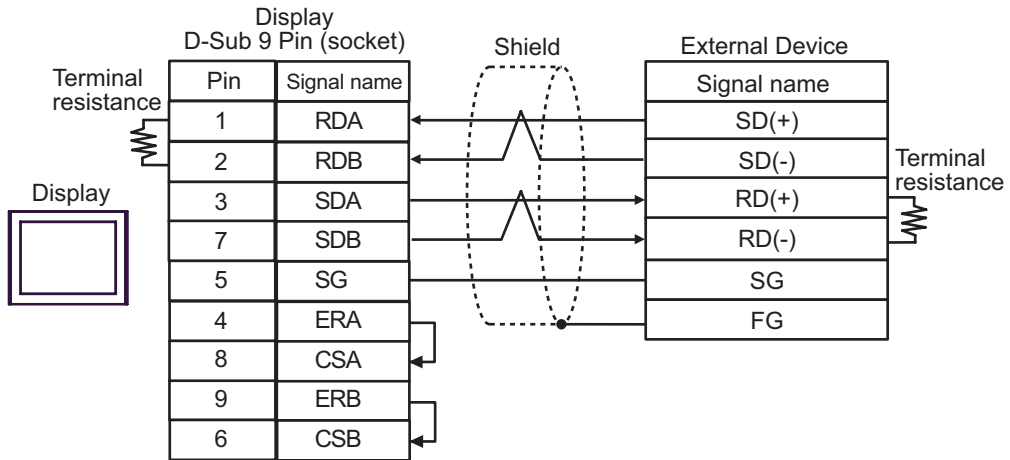 Display
D-Sub 9 Pin (socket)
Shield
External Device
Terminal
resistance
Pin
Signal name
Signal name
1
RDA
SD(+)
2
RDB
SD(-)
Terminal
resistance
Display
3
SDA
RD(+)
7
SDB
RD(-)
5
SG
SG
4
ERA
FG
8
CSA
9
ERB
6
CSB